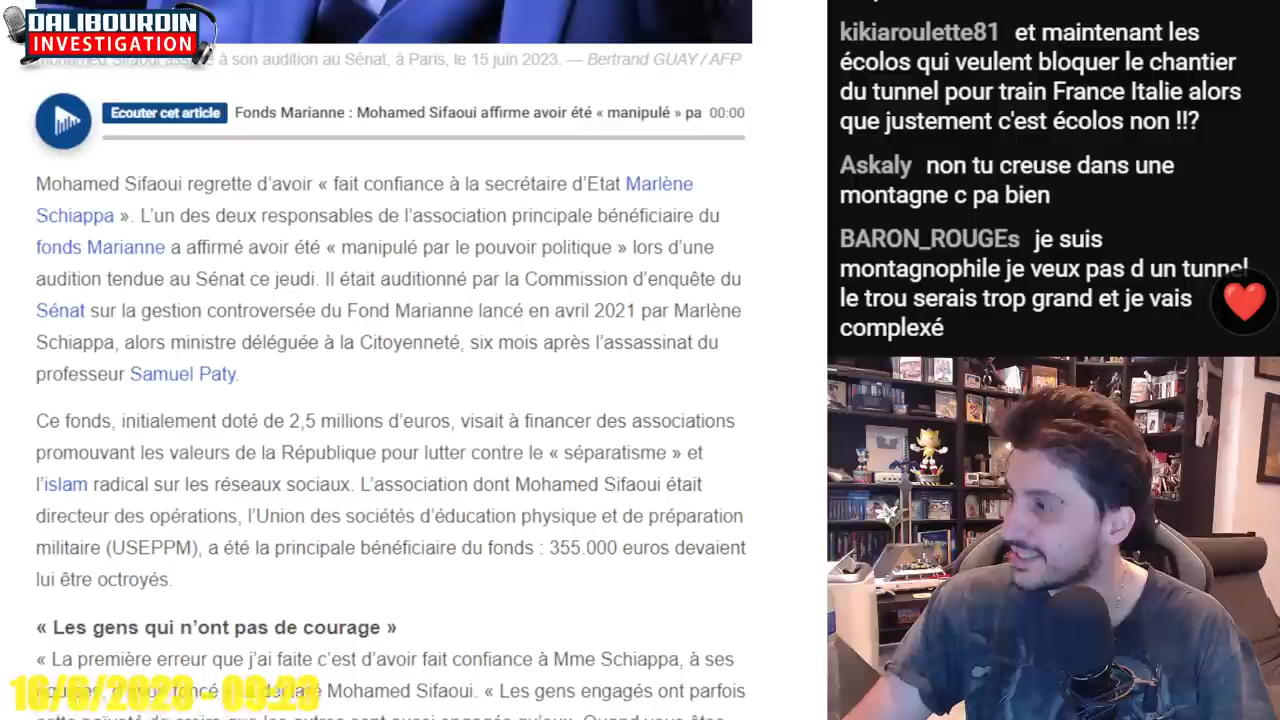 DALIBOURDIN
INVESTIGATION
à son audition au Sénat, à Paris, le 15 juin 2023. — Bertrand GUAY / AFP
Ecouter cet article Fonds Marianne : Mohamed Sifaoui affirme avoir été « manipulé » pa 00:00
Mohamed Sifaoui regrette d’avoir « fait confiance à la secrétaire d’Etat Marlène
Schiappa ». L’un des deux responsables de l’association principale bénéficiaire du
fonds Marianne a affirmé avoir été « manipulé par le pouvoir politique » lors d’une
audition tendue au Sénat ce jeudi. Il était auditionné par la Commission d’enquête du
Sénat sur la gestion controversée du Fond Marianne lancé en avril 2021 par Marlène
Schiappa, alors ministre déléguée à la Citoyenneté, six mois après l’assassinat du
professeur Samuel Paty.
Ce fonds, initialement doté de 2,5 millions d’euros, visait à financer des associations
promouvant les valeurs de la République pour lutter contre le « séparatisme » et
l’islam radical sur les réseaux sociaux. L’association dont Mohamed Sifaoui était
directeur des opérations, l’Union des sociétés d’éducation physique et de préparation
militaire (USEPPM), a été la principale bénéficiaire du fonds : 355.000 euros devaient
lui être octroyés.
« Les gens qui n’ont pas de courage »
« La première erreur que j’ai faite c’est d’avoir fait confiance à Mme Schiappa, à ses
Mohamed Sifaoui. « Les gens engagés ont parfois
kikiaroulette81 et maintenant les
écolos qui veulent bloquer le chantier
du tunnel pour train France Italie alors
que justement c'est écolos non !!?
Askaly non tu creuse dans une
montagne c pa bien
BARON_ROUGEs je suis
montagnophile je veux pas d un tunnel
le trou serais trop grand et je vais
complexé